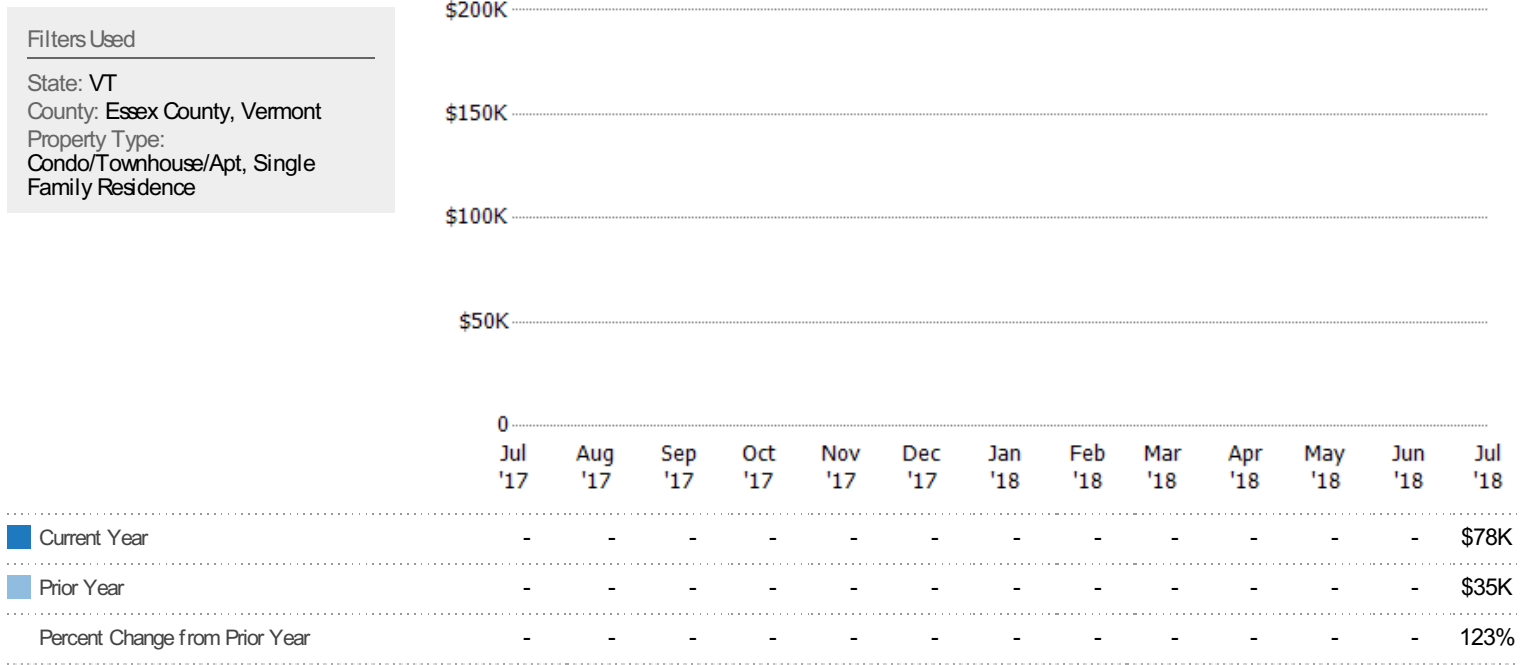 Filters Used
State: VT
County: Essex County, Vermont
Property Type:
Condo/Townhouse/Apt, Single
Family Residence
$200K
$150K
$100K
$50K
0
Jul Aug Sep Oct Nov Dec Jan Feb Mar Apr May Jun Jul
'17 '17 '17 '17 '17 '17 '18 '18 '18 '18 '18 '18 '18
Current Year - - - - - - - - - - - - $78K
Prior Year - - - - - - - - - - - - $35K
Percent Change from Prior Year - - - - - - - - - - - - 123%